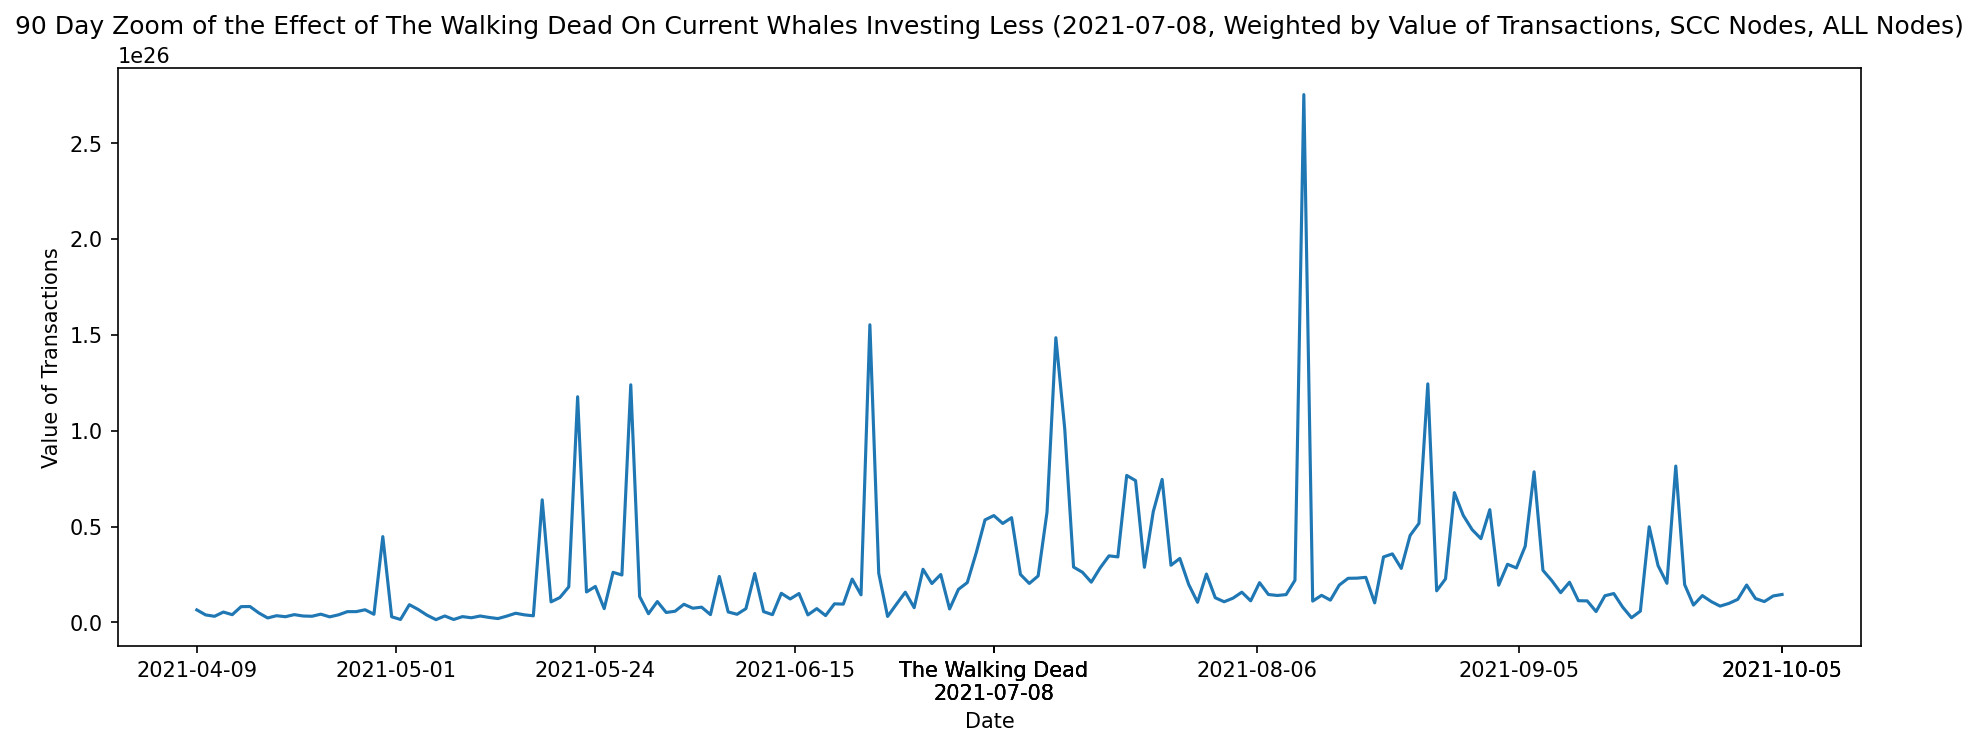 90 Day Zoom of the Effect of The Walking Dead On Current Whales Investing Less (2021-07-08, Weighted by Value of Transactions, SCC Nodes, ALL Nodes)
1e26
2.5
2.0
1.5
1.0
0.5
0.0
Value of Transactions
2021-04-09 2021-05-01 2021-05-24 2021-06-15 The Walking Dead 2021-08-06 2021-09-05 2021-10-05
2021-07-08
Date